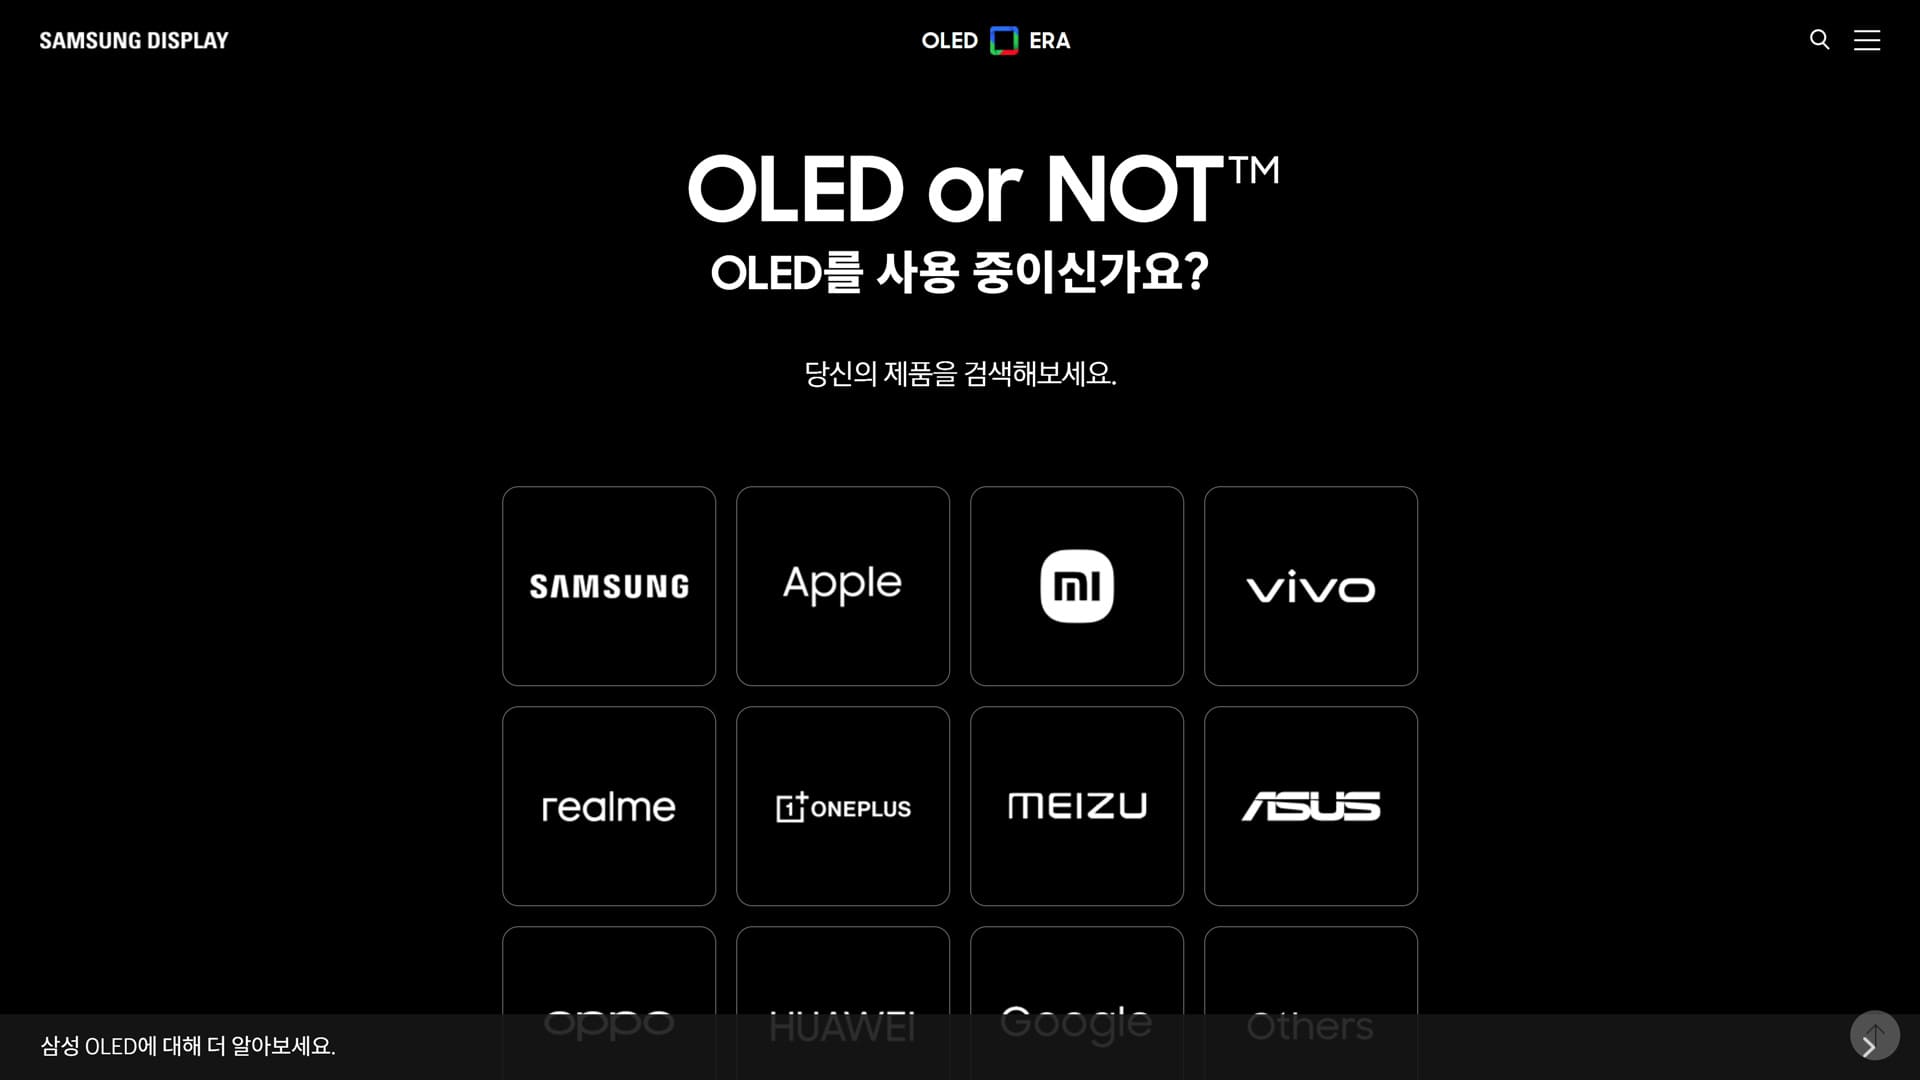 SAMSUNG DISPLAY
OLED ERA
OLED or NOT™
OLED를 사용 중이신가요?
당신의 제품을 검색해보세요.
SAMSUNG
Apple
mi
vivo
realme
1+ ONEPLUS
MEIZU
ASUS
oppo
HUAWEI
Google
Others
삼성 OLED에 대해 더 알아보세요.